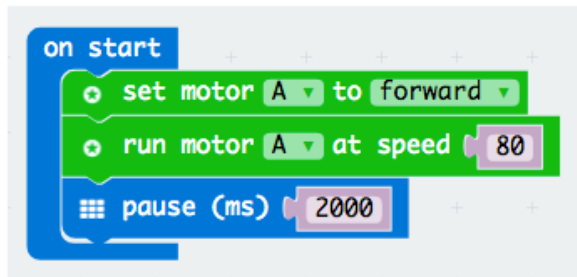 on start
set motor A to forward
run motor A at speed 80
pause (ms) 2000